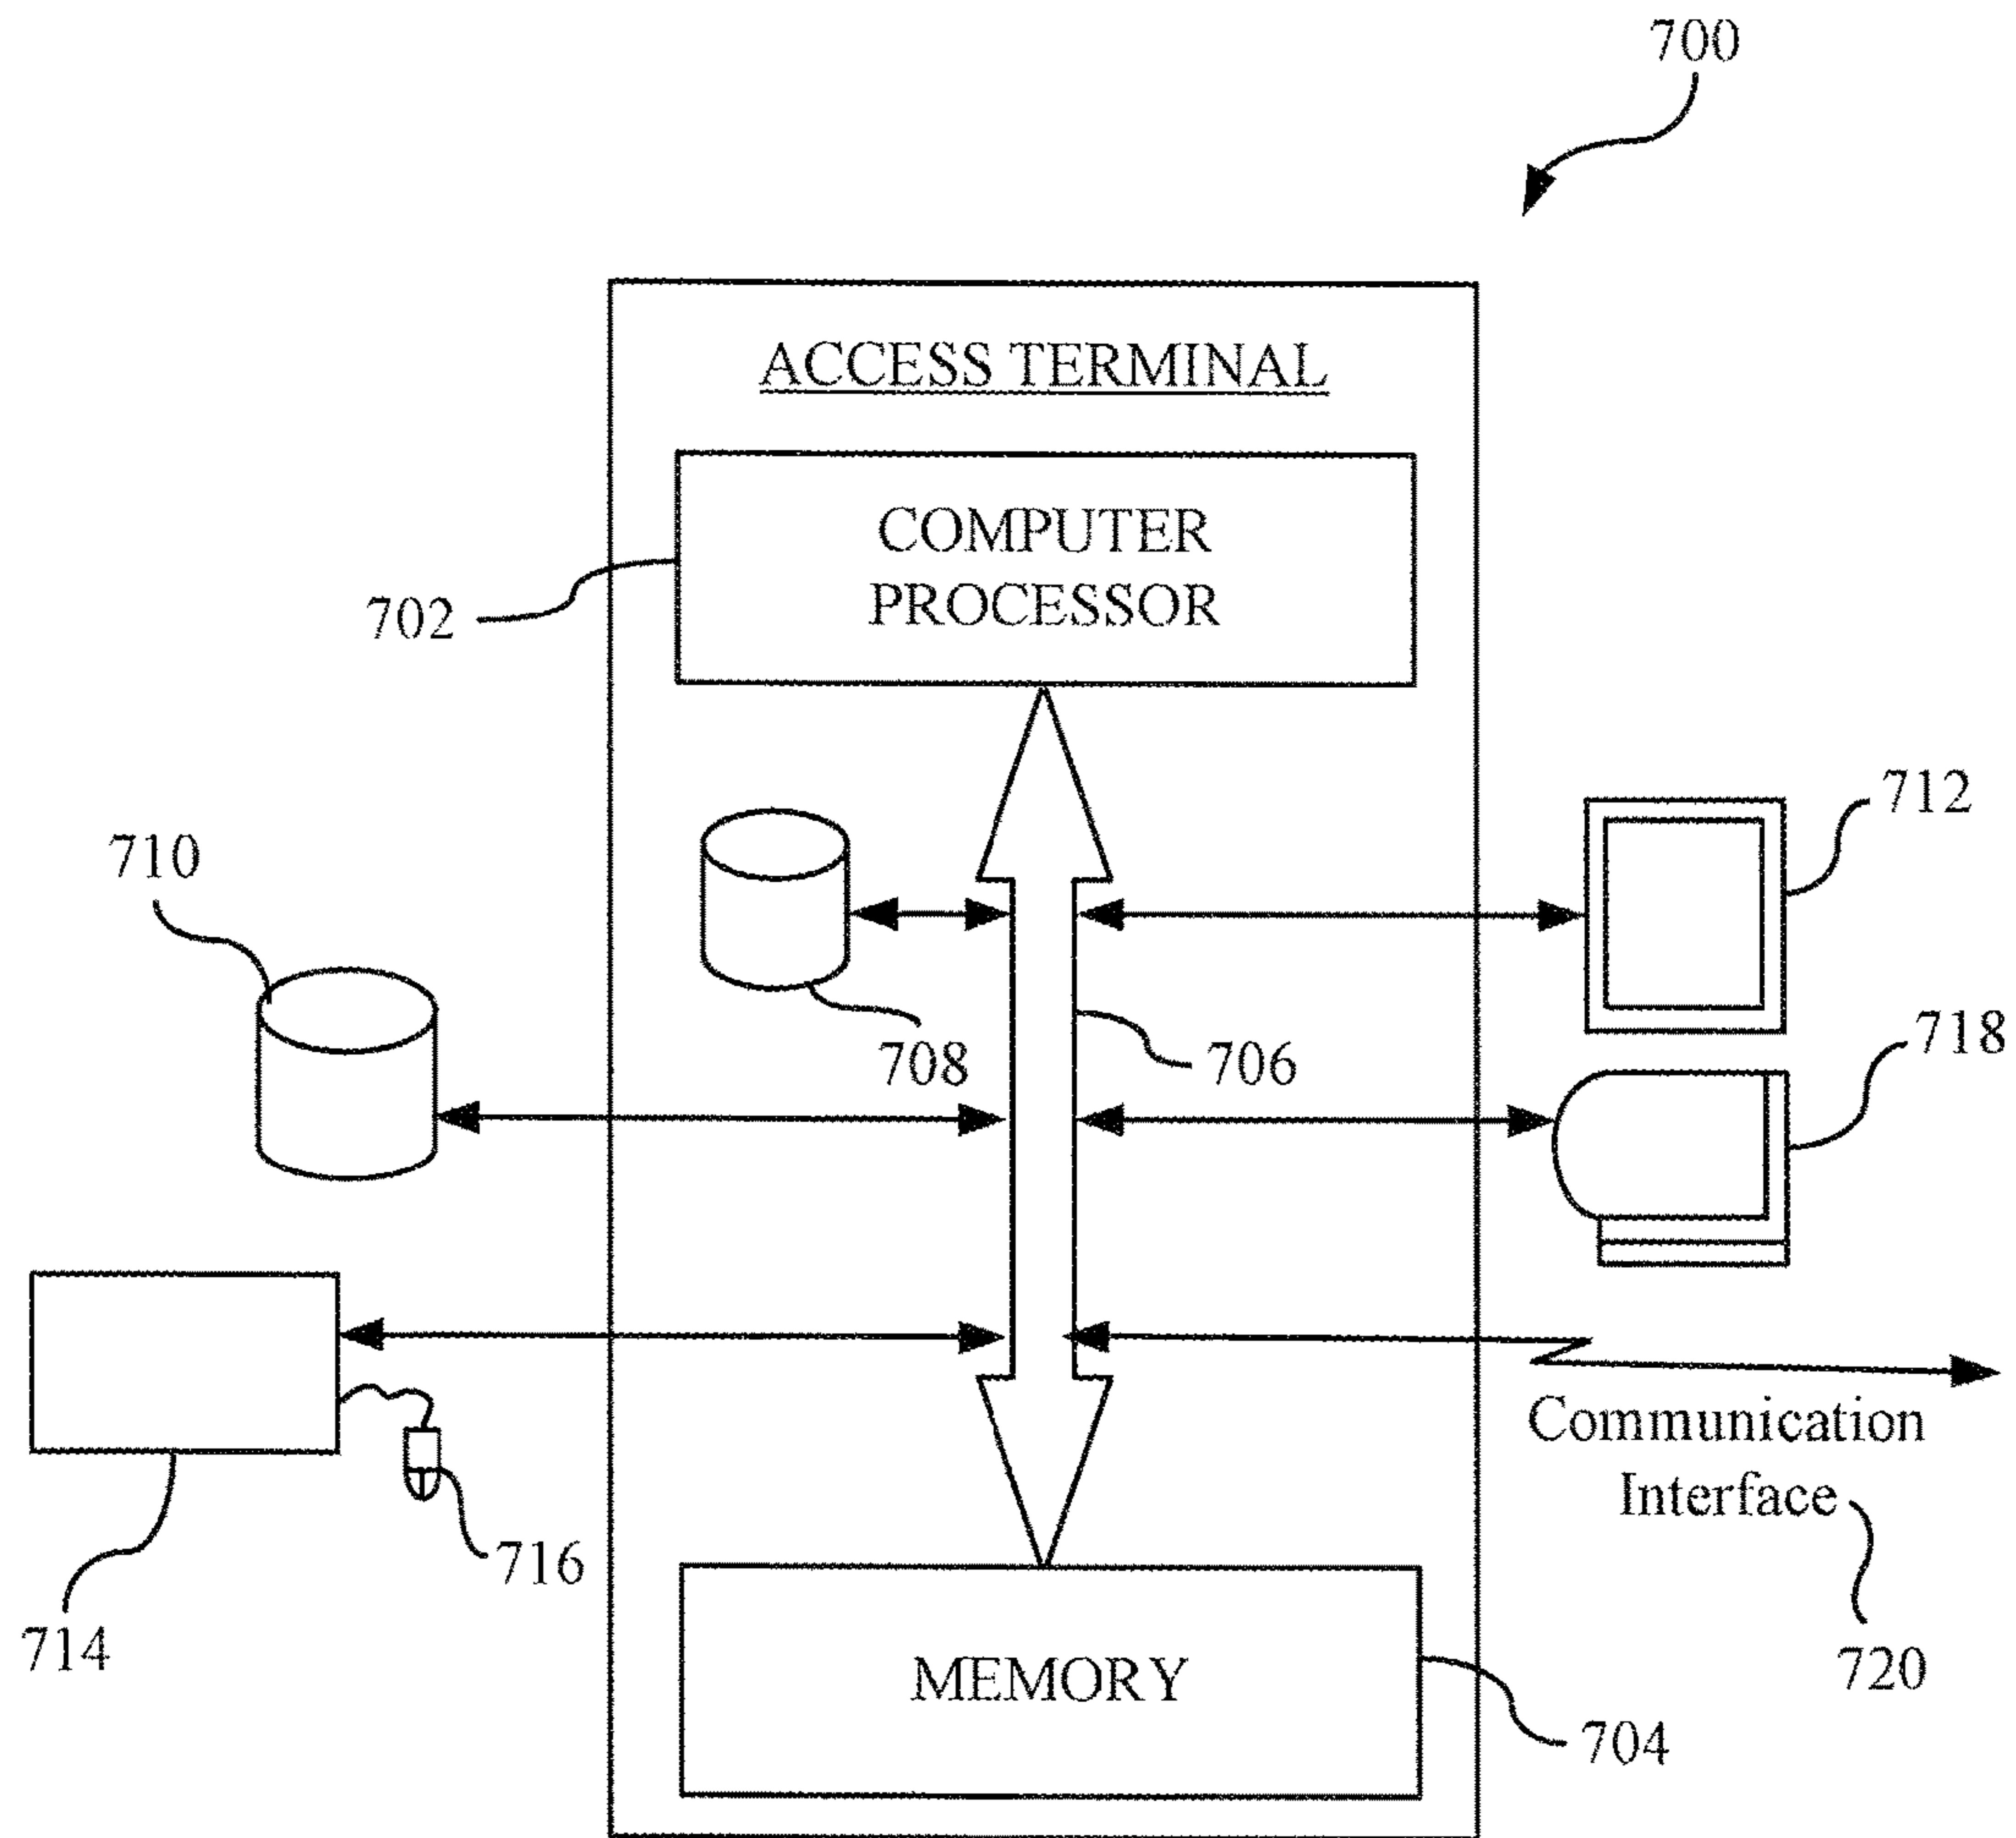 700
ACCESS TERMINAL
COMPUTER
PROCESSOR
702
712
710
718
708
706
Communication
Interface
716
714
720
MEMORY
704